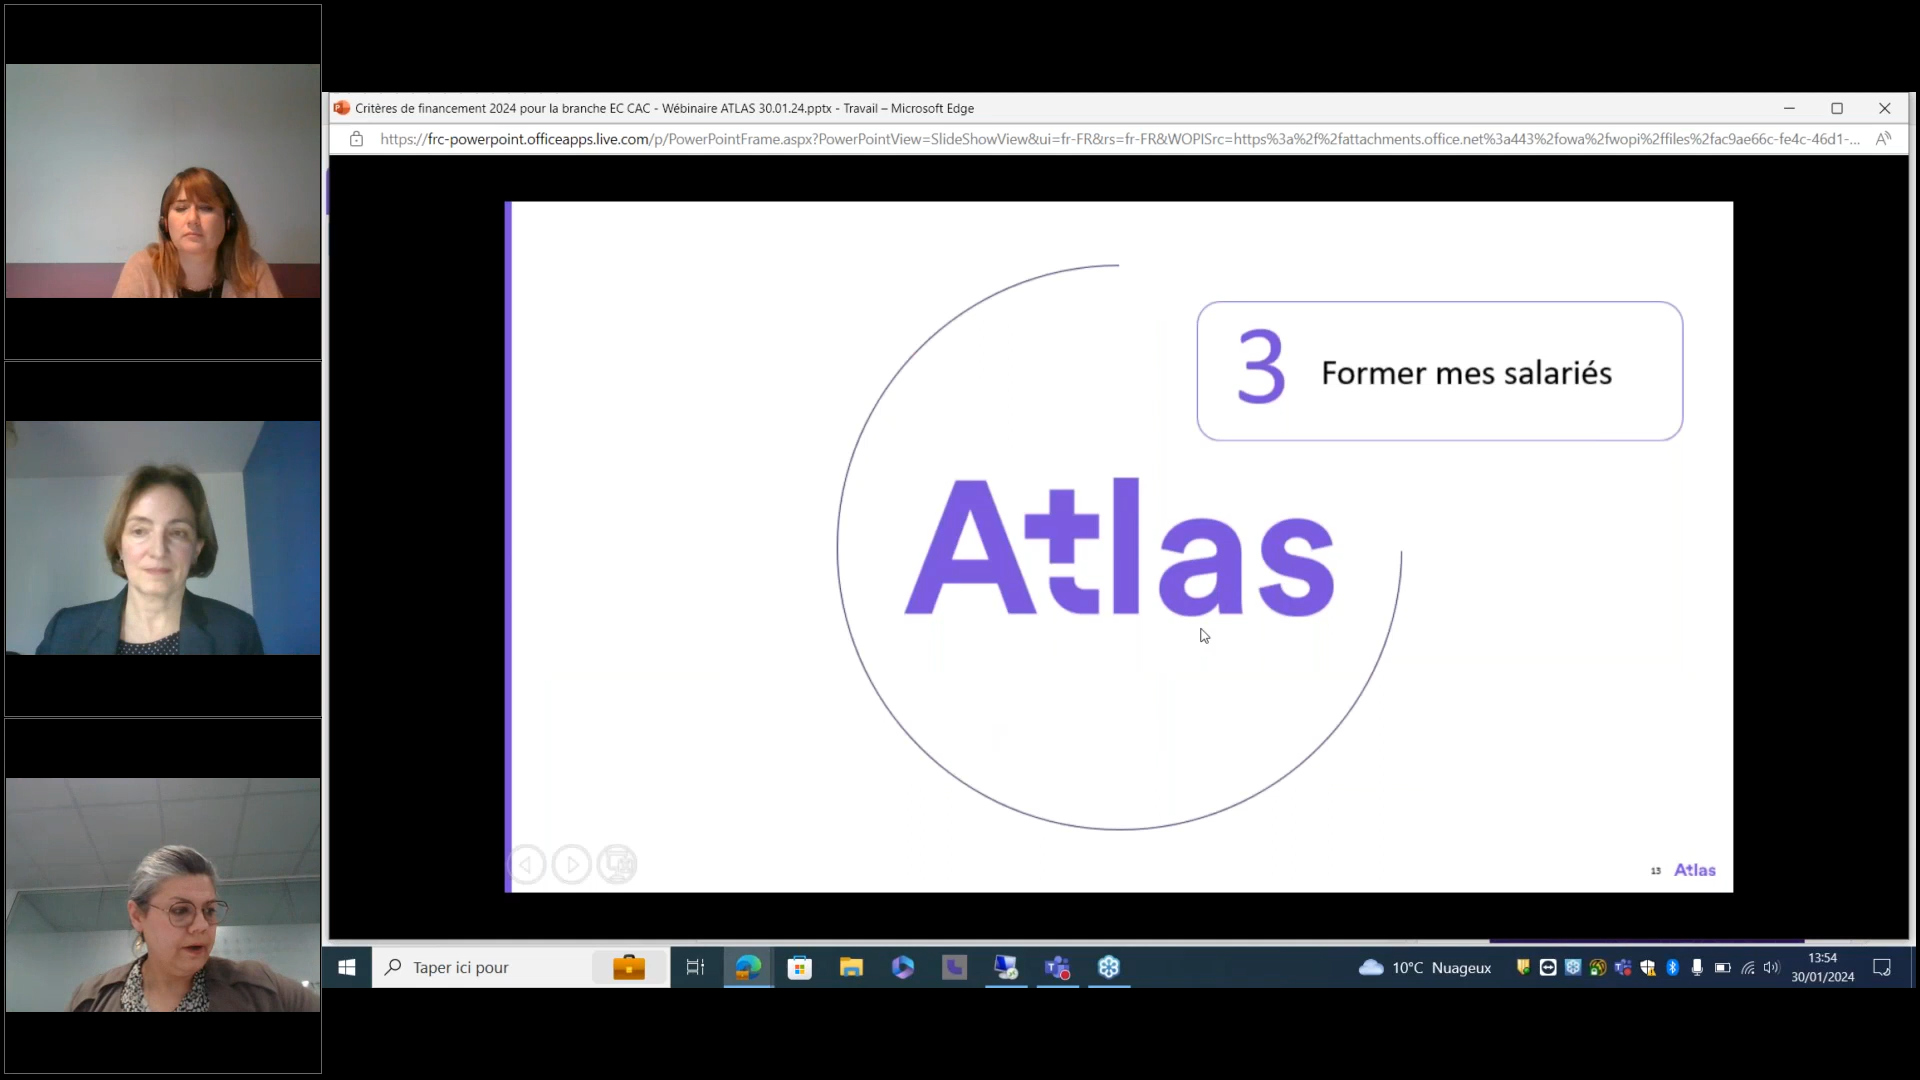 Critères de financement 2024 pour la branche EC CAC - Wébinaire ATLAS 30.01.24.pptx - Travail – Microsoft Edge
https://frc-powerpoint.officeapps.live.com/p/PowerPointFrame.aspx?PowerPointView=SlideShowView&ui=fr-FR&rs=fr-FR&WOPISrc=https%3a%2f%2fattachments.office.net%3a443%2fowa%2fwopi%2ffiles%2fac9ae66c-fe4c-46d1-...
3 Former mes salariés
Atlas
13 Atlas
Taper ici pour
10°C Nuageux
13:54
30/01/2024